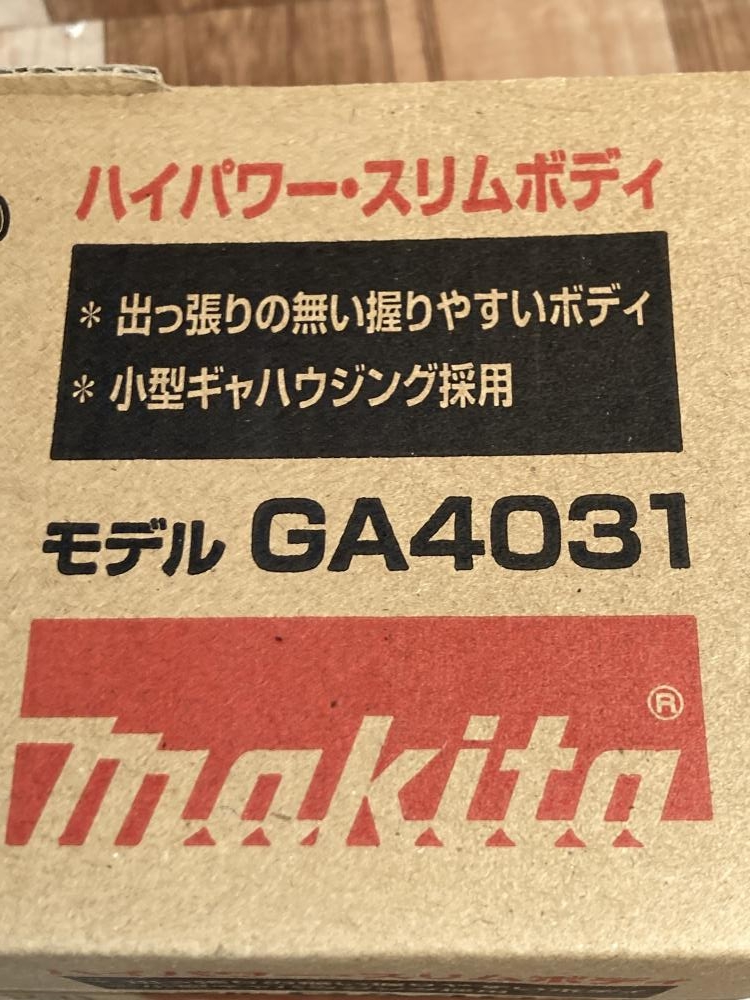 ハイパワー・スリムボディ
* 出っ張りの無い握りやすいボディ
* 小型ギャハウジング採用
モデル GA4031
makita®